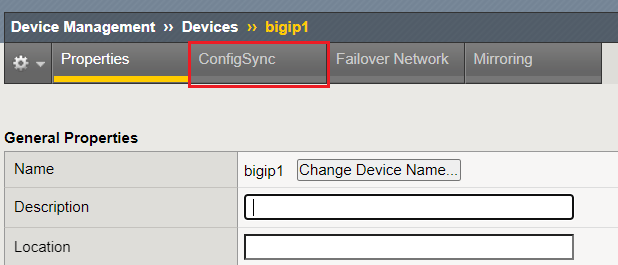 Device Management ›› Devices ›› bigip1
Properties ConfigSync Failover Network Mirroring
General Properties
Name bigip1 Change Device Name...
Description
Location